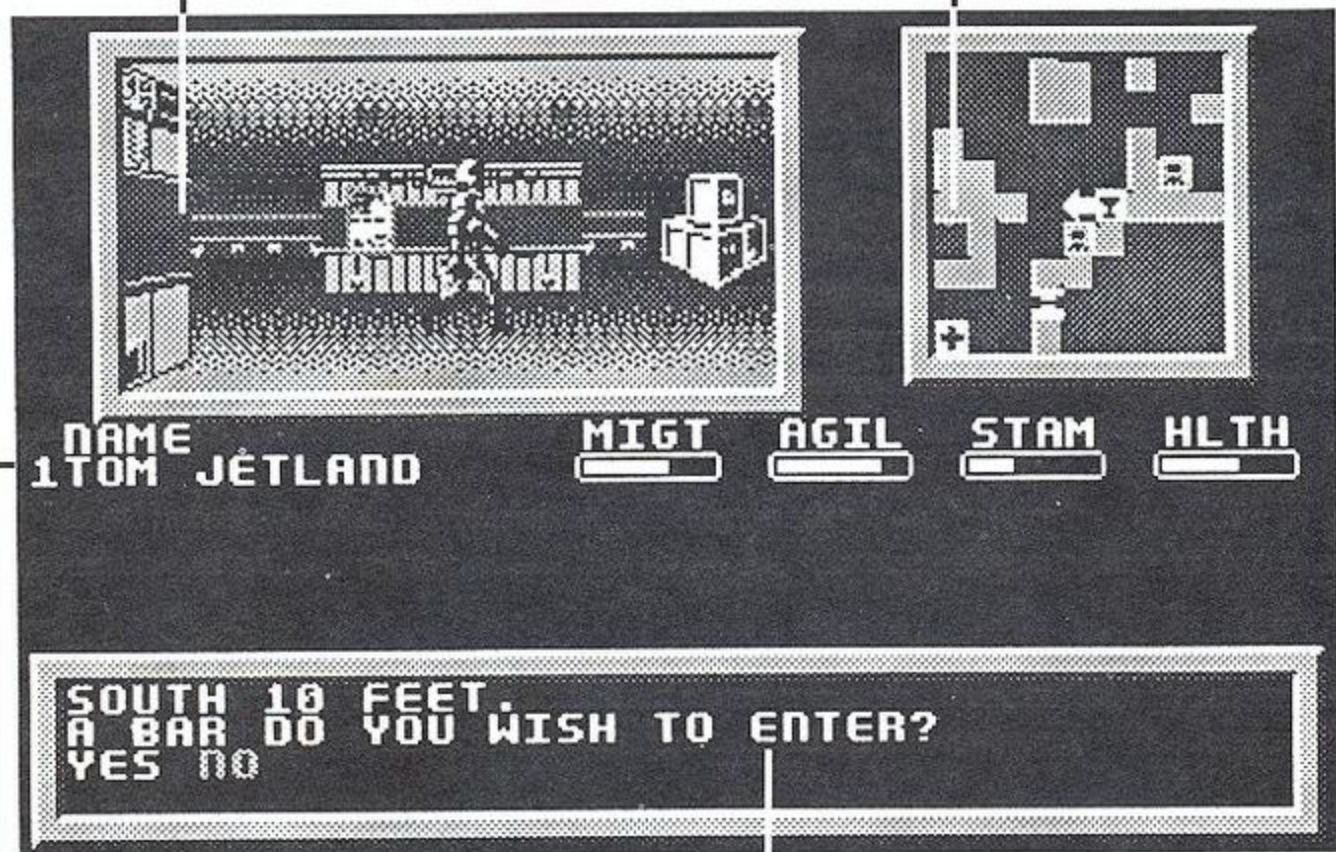 NAME MIGT AGIL STAM HLTH
1TOM JETLAND
SOUTH 10 FEET.
A BAR DO YOU WISH TO ENTER?
YES NO